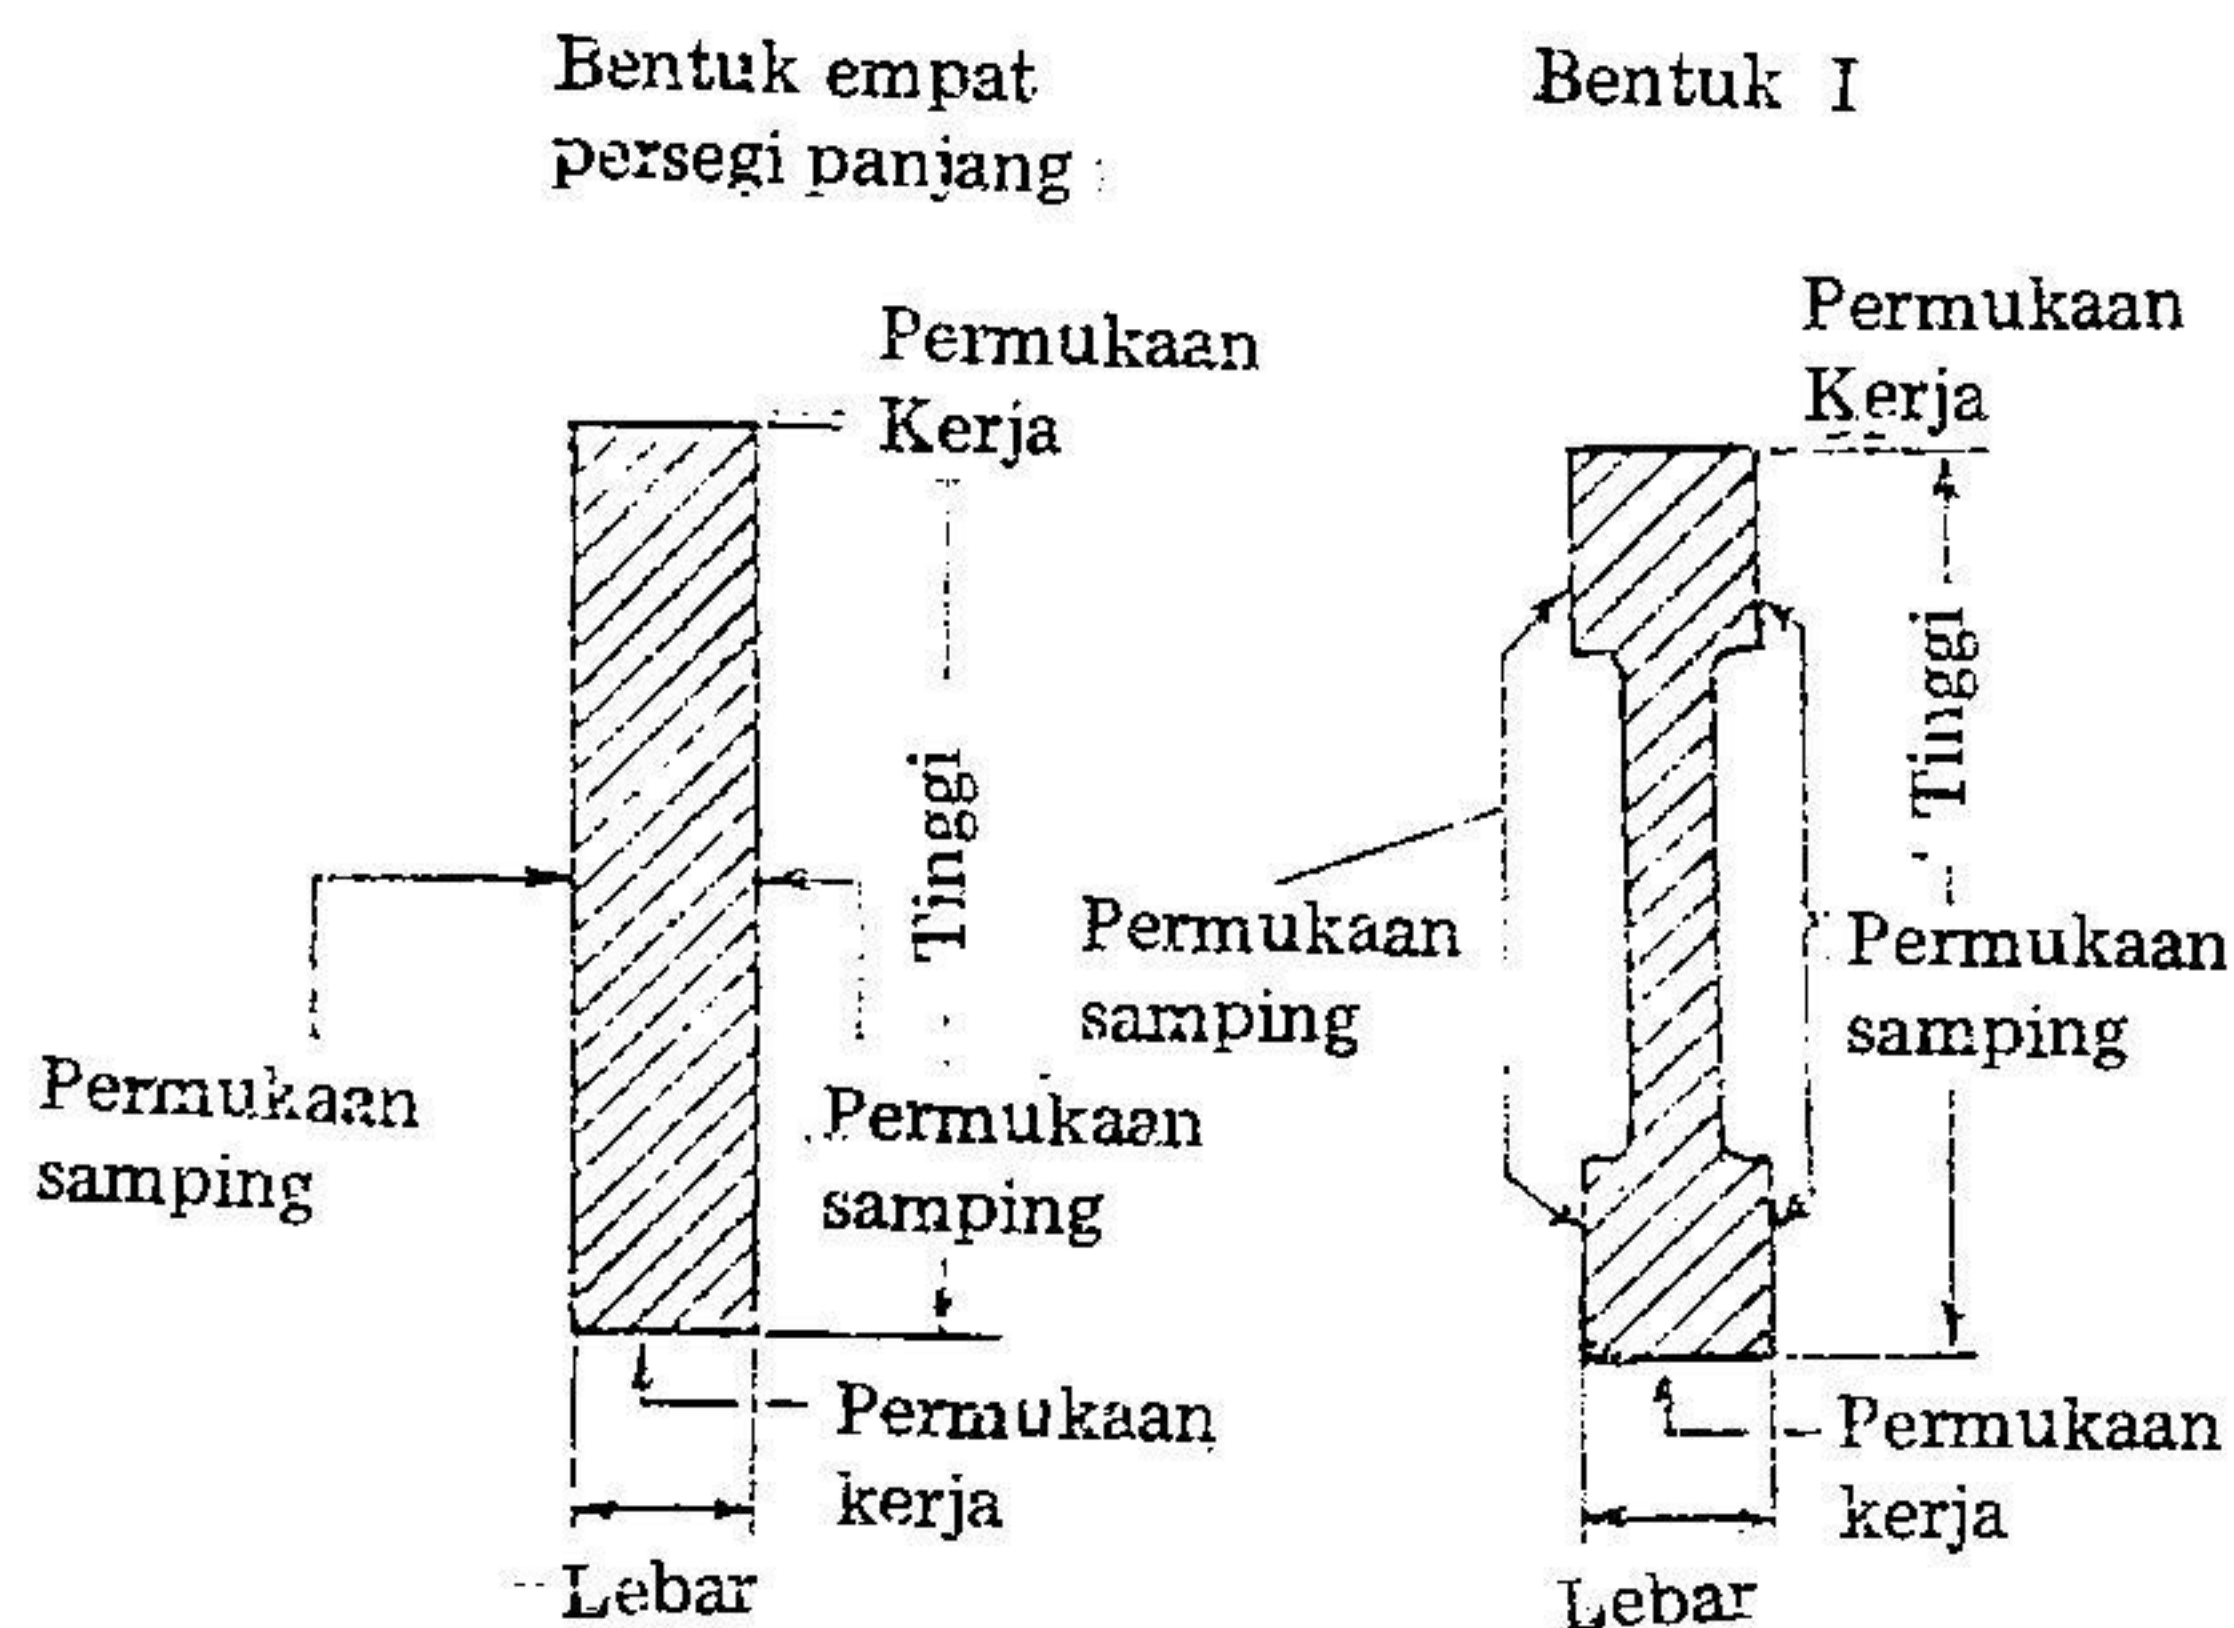 Bentuk empat
persegi panjang
Permukaan
Kerja
Tinggi
Permukaan
samping
Permukaan
samping
Permukaan
kerja
Lebar
Bentuk I
Permukaan
Kerja
Tinggi
Permukaan
samping
Permukaan
samping
Permukaan
kerja
Lebar